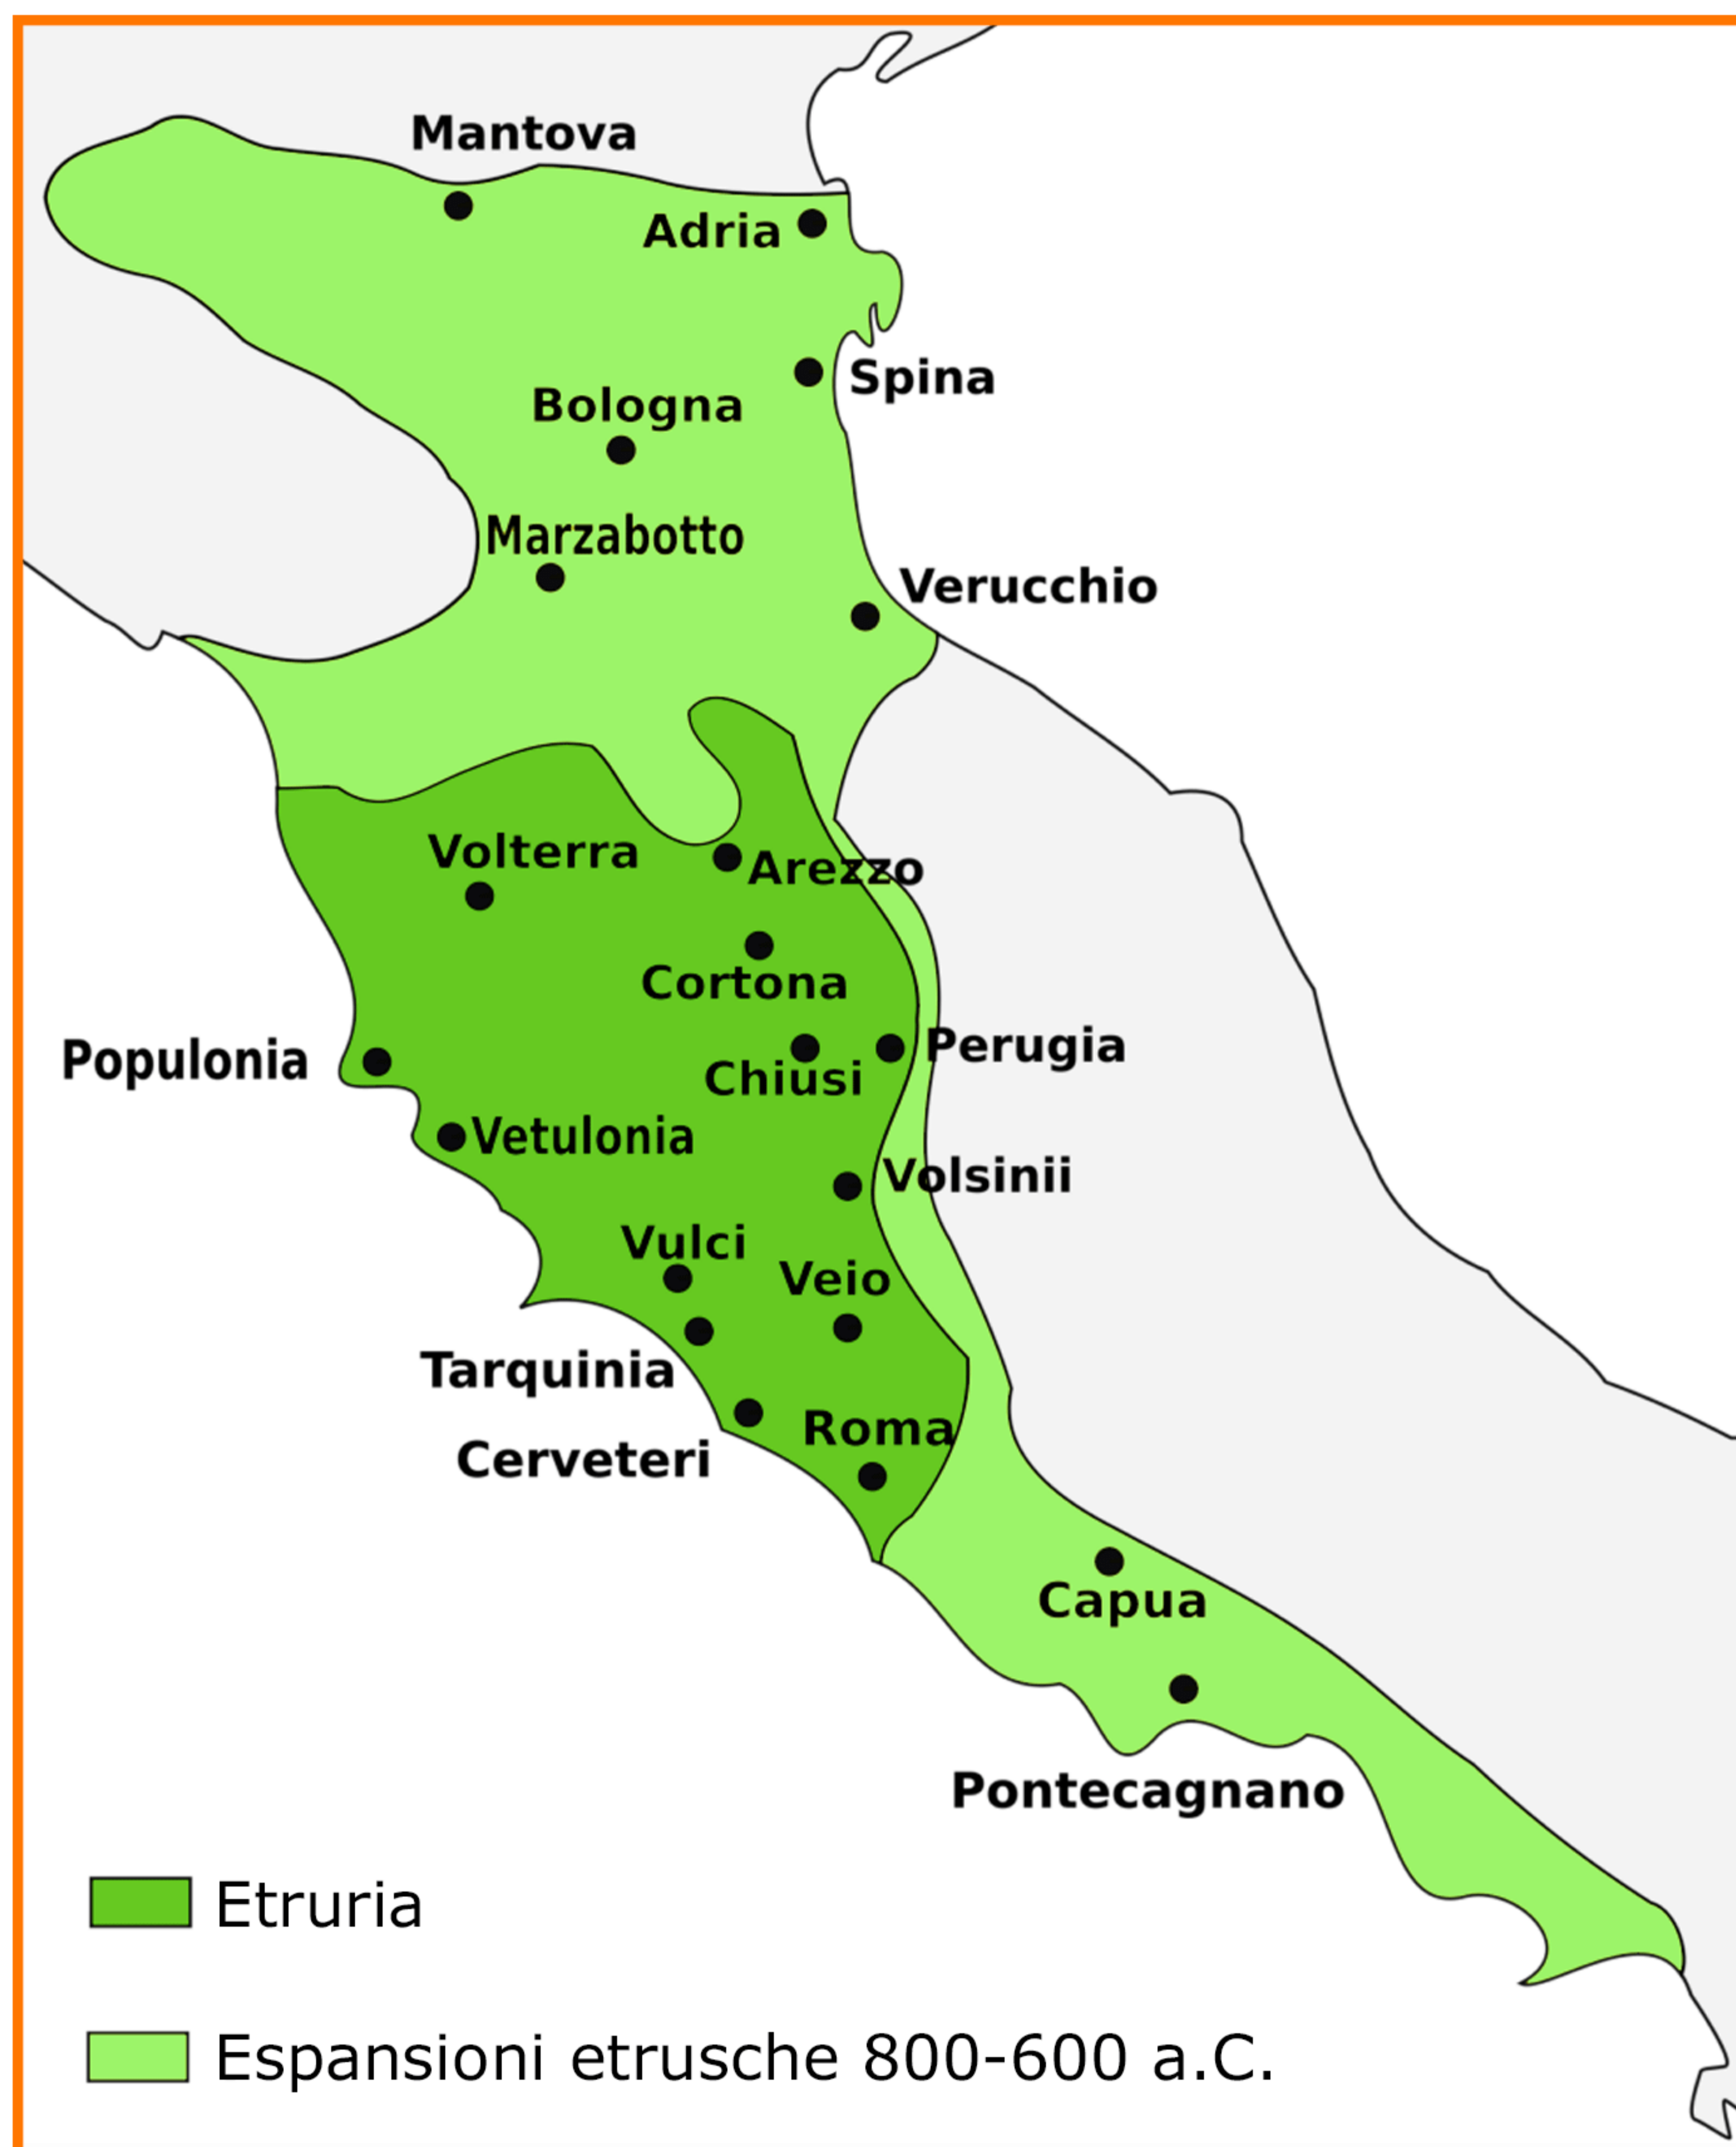 Mantova
Adria
Spina
Bologna
Marzabotto
Verucchio
Volterra
Arezzo
Cortona
Perugia
Populonia
Chiusi
Vetulonia
Volsinii
Vulci
Veio
Tarquinia
Roma
Cerveteri
Capua
Pontecagnano
Etruria
Espansioni etrusche 800-600 a.C.